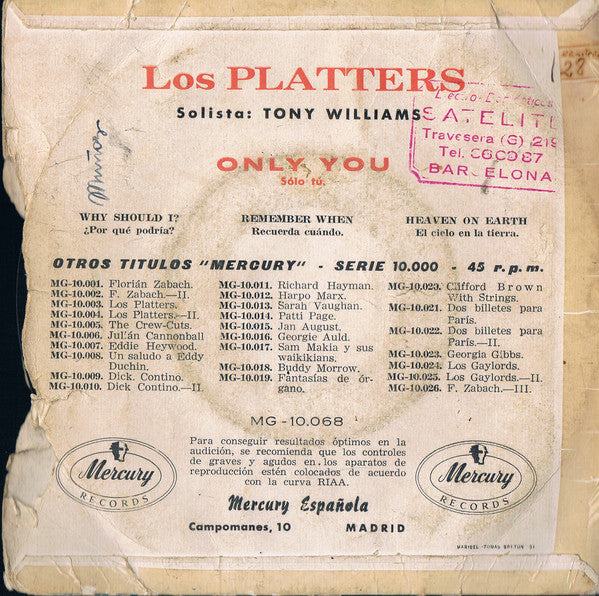 Los PLATTERS
Solista: TONY WILLIAMS
SATELIT
Travesera (G) 219
Tel.
BARCELONA
28
Muñoz
ONLY YOU
Sólo tú.
WHY SHOULD I?
¿Por qué podría?
REMEMBER WHEN
Recuerda cuándo.
HEAVEN ON EARTH
El cielo en la tierra.
OTROS TITULOS "MERCURY" - SERIE 10.000 - 45 r.p.m.
MG-10.001. Florián Zabach.
MG-10.002. F. Zabach.—II.
MG-10.003. Los Platters.
MG-10.004. Los Platters.—II.
MG-10.005. The Crew-Cuts.
MG-10.006. Julián Cannonball
MG-10.007. Eddie Heywood.
MG-10.008. Un saludo a Eddy
Duchin.
MG-10.009. Dick. Contino.
MG-10.010. Dick Contino.—II.
MG-10.011. Richard Hayman.
MG-10.012. Harpo Marx.
MG-10.013. Sarah Vaughan.
MG-10.014. Patti Page.
MG-10.015. Jan August.
MG-10.016. Georgie Auld.
MG-10.017. Sam Makia y sus
waikikians.
MG-10.018. Buddy Morrow.
MG-10.019. Fantasías de ór-
gano.
MG-10.023. Clifford Brown
With Strings.
MG-10.021. Dos billetes para
París.
MG-10.022. Dos billetes para
París.—II.
MG-10.023. Georgia Gibbs.
MG-10.024. Los Gaylords.
MG-10.025. Los Gaylords.—II.
MG-10.026. F. Zabach.—III.
MG-10.068
Para conseguir resultados óptimos en la
audición, se recomienda que los controles
de graves y agudos en los aparatos de
reproducción estén colocados de acuerdo
con la curva RIAA.
Mercury
RECORDS
Mercury
RECORDS
Mercury Española
Campomanes, 10 MADRID
MARIBEL-TOMAS BRETON 51